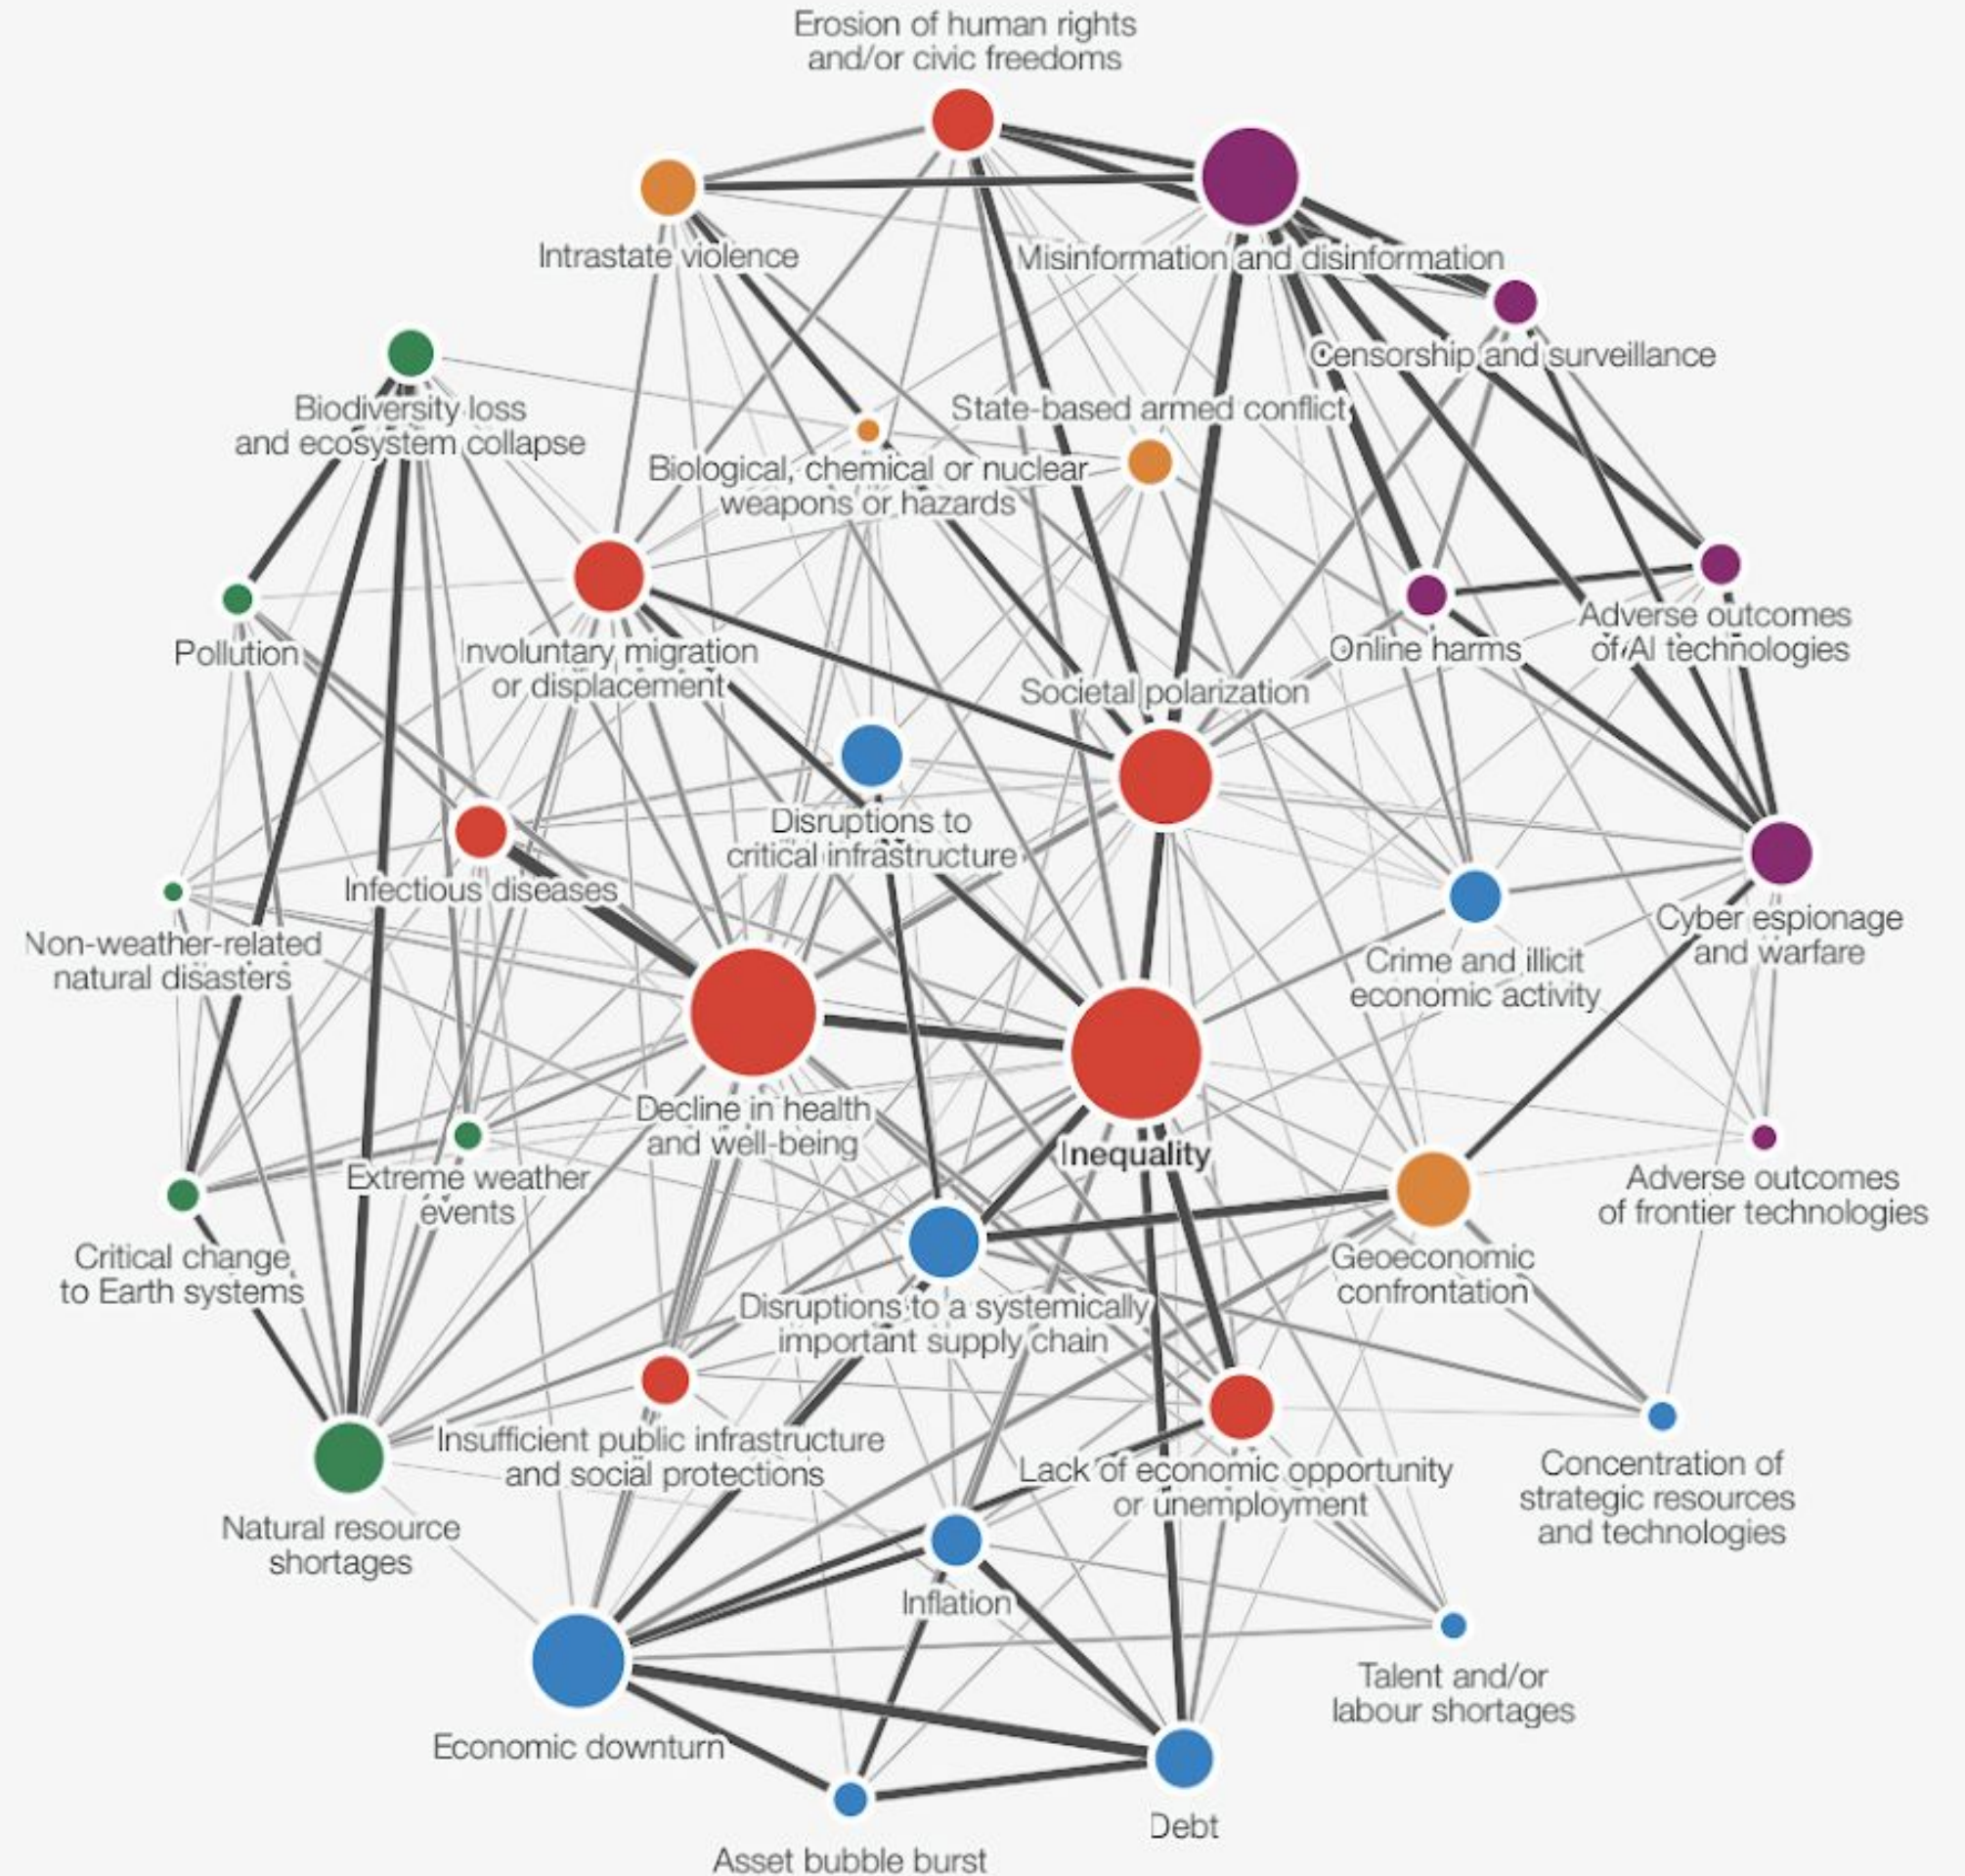 Erosion of human rights
and/or civic freedoms
Intrastate violence
Misinformation and disinformation
Censorship and surveillance
Biodiversity loss
and ecosystem collapse
State-based armed conflict
Biological, chemical or nuclear
weapons or hazards
Pollution
Involuntary migration
or displacement
Societal polarization
Online harms
Adverse outcomes
of AI technologies
Disruptions to
critical infrastructure
Infectious diseases
Non-weather-related
natural disasters
Cyber espionage
and warfare
Crime and illicit
economic activity
Decline in health
and well-being
Inequality
Extreme weather
events
Adverse outcomes
of frontier technologies
Critical change
to Earth systems
Geoeconomic
confrontation
Disruptions to a systemically
important supply chain
Insufficient public infrastructure
and social protections
Lack of economic opportunity
or unemployment
Concentration of
strategic resources
and technologies
Natural resource
shortages
Inflation
Talent and/or
labour shortages
Economic downturn
Debt
Asset bubble burst